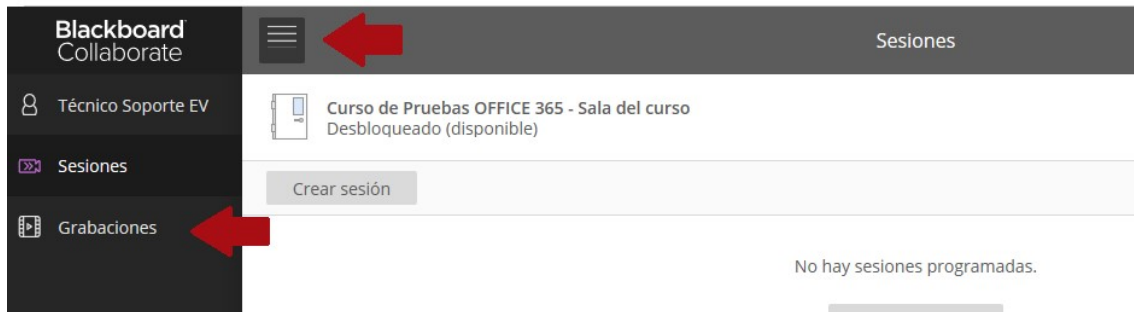 Blackboard
Collaborate
Sesiones
Técnico Soporte EV
Curso de Pruebas OFFICE 365 - Sala del curso
Desbloqueado (disponible)
Sesiones
Crear sesión
Grabaciones
No hay sesiones programadas.